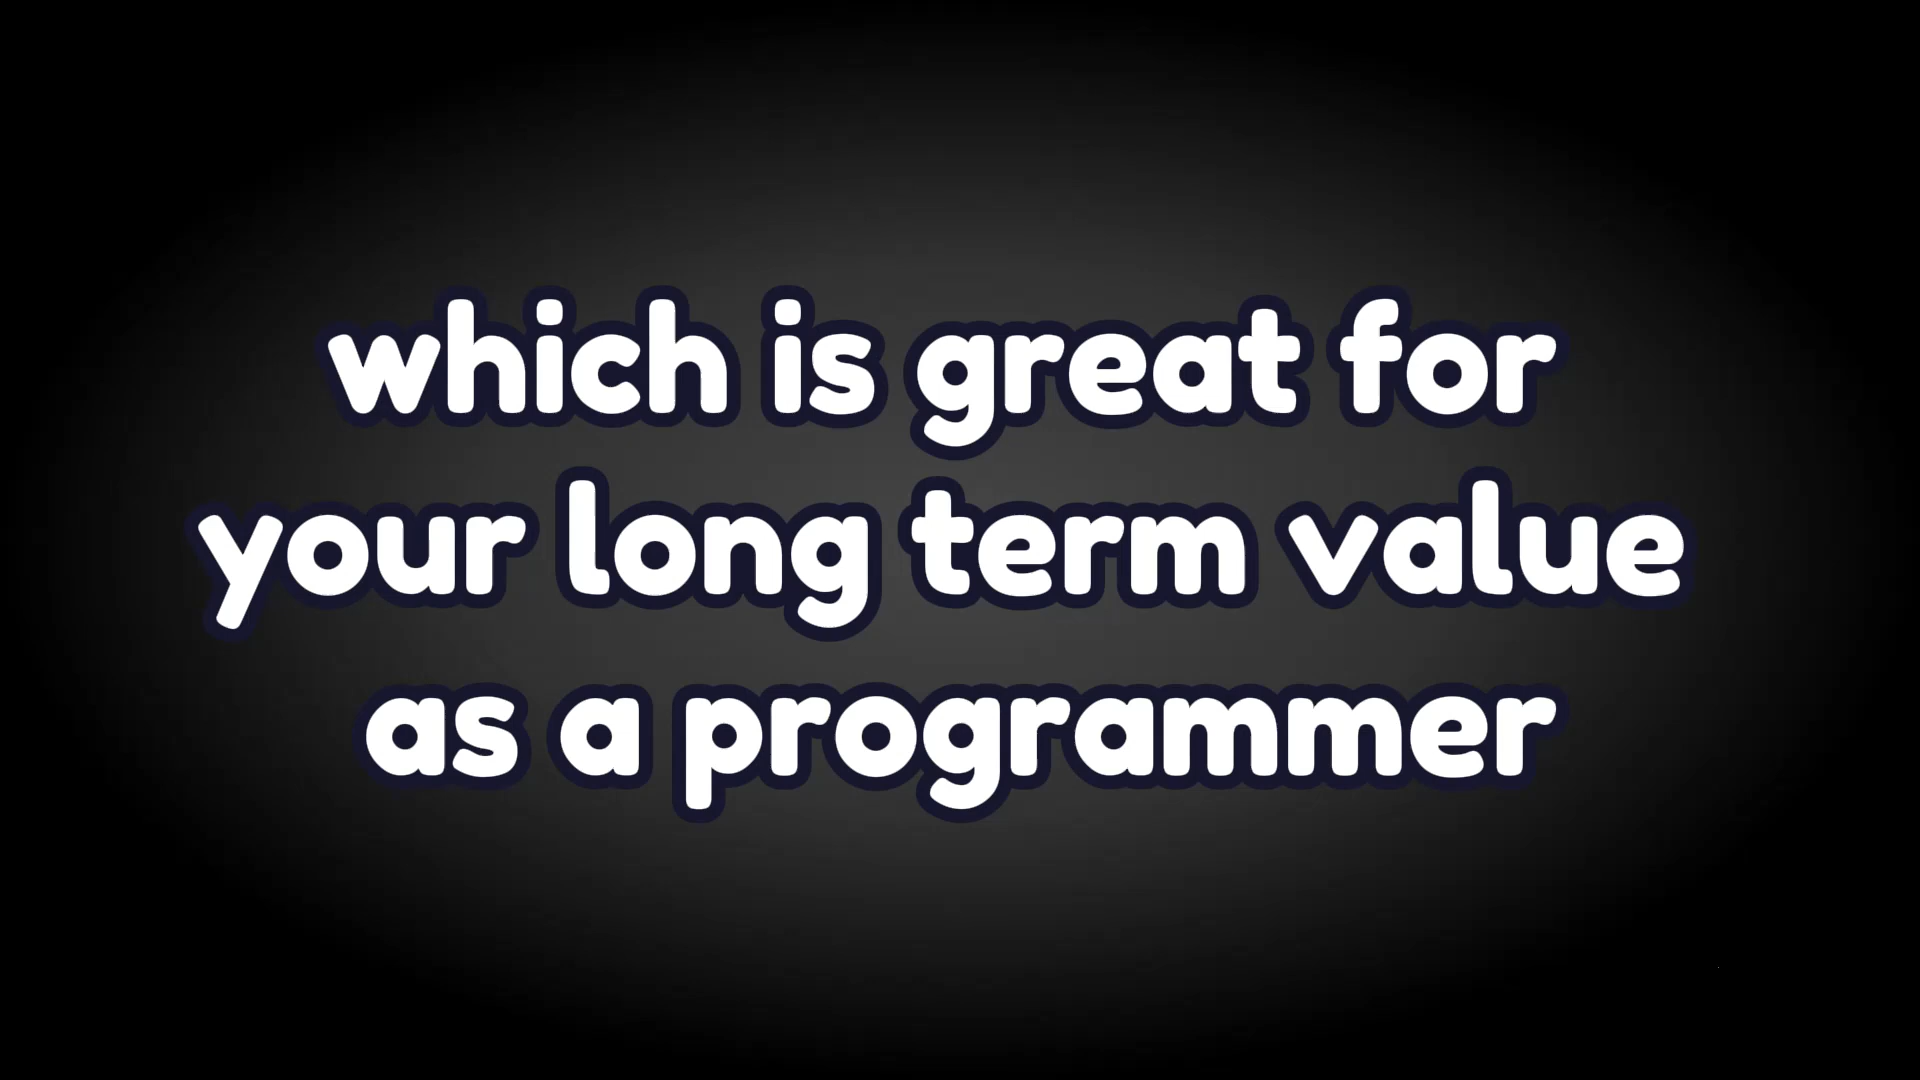 which is great for
your long term value
as a programmer